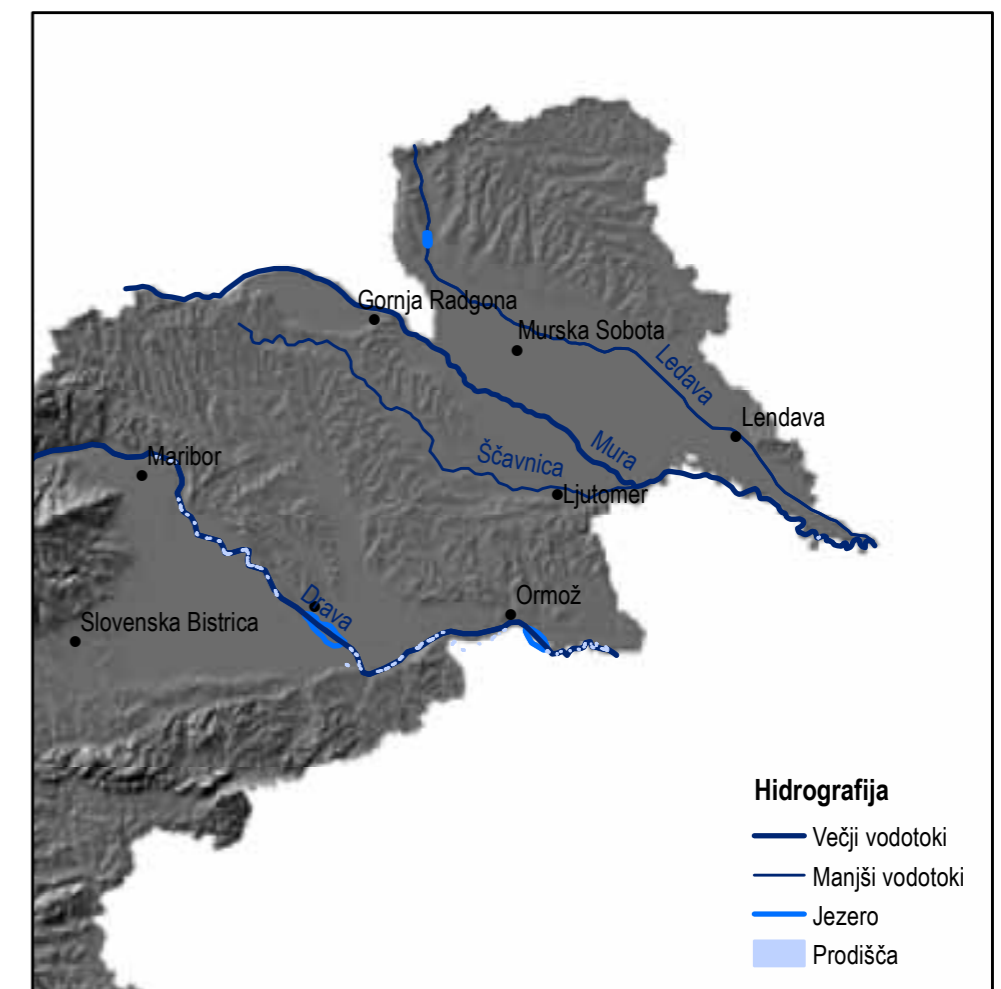 Gornja Radgona
Murska Sobota
Ledava
Lendava
Mura
Ščavnica
Maribor
Ljutomer
Drava
Ormož
Slovenska Bistrica
Hidrografija
Večji vodotoki
Manjši vodotoki
Jezero
Prodišča